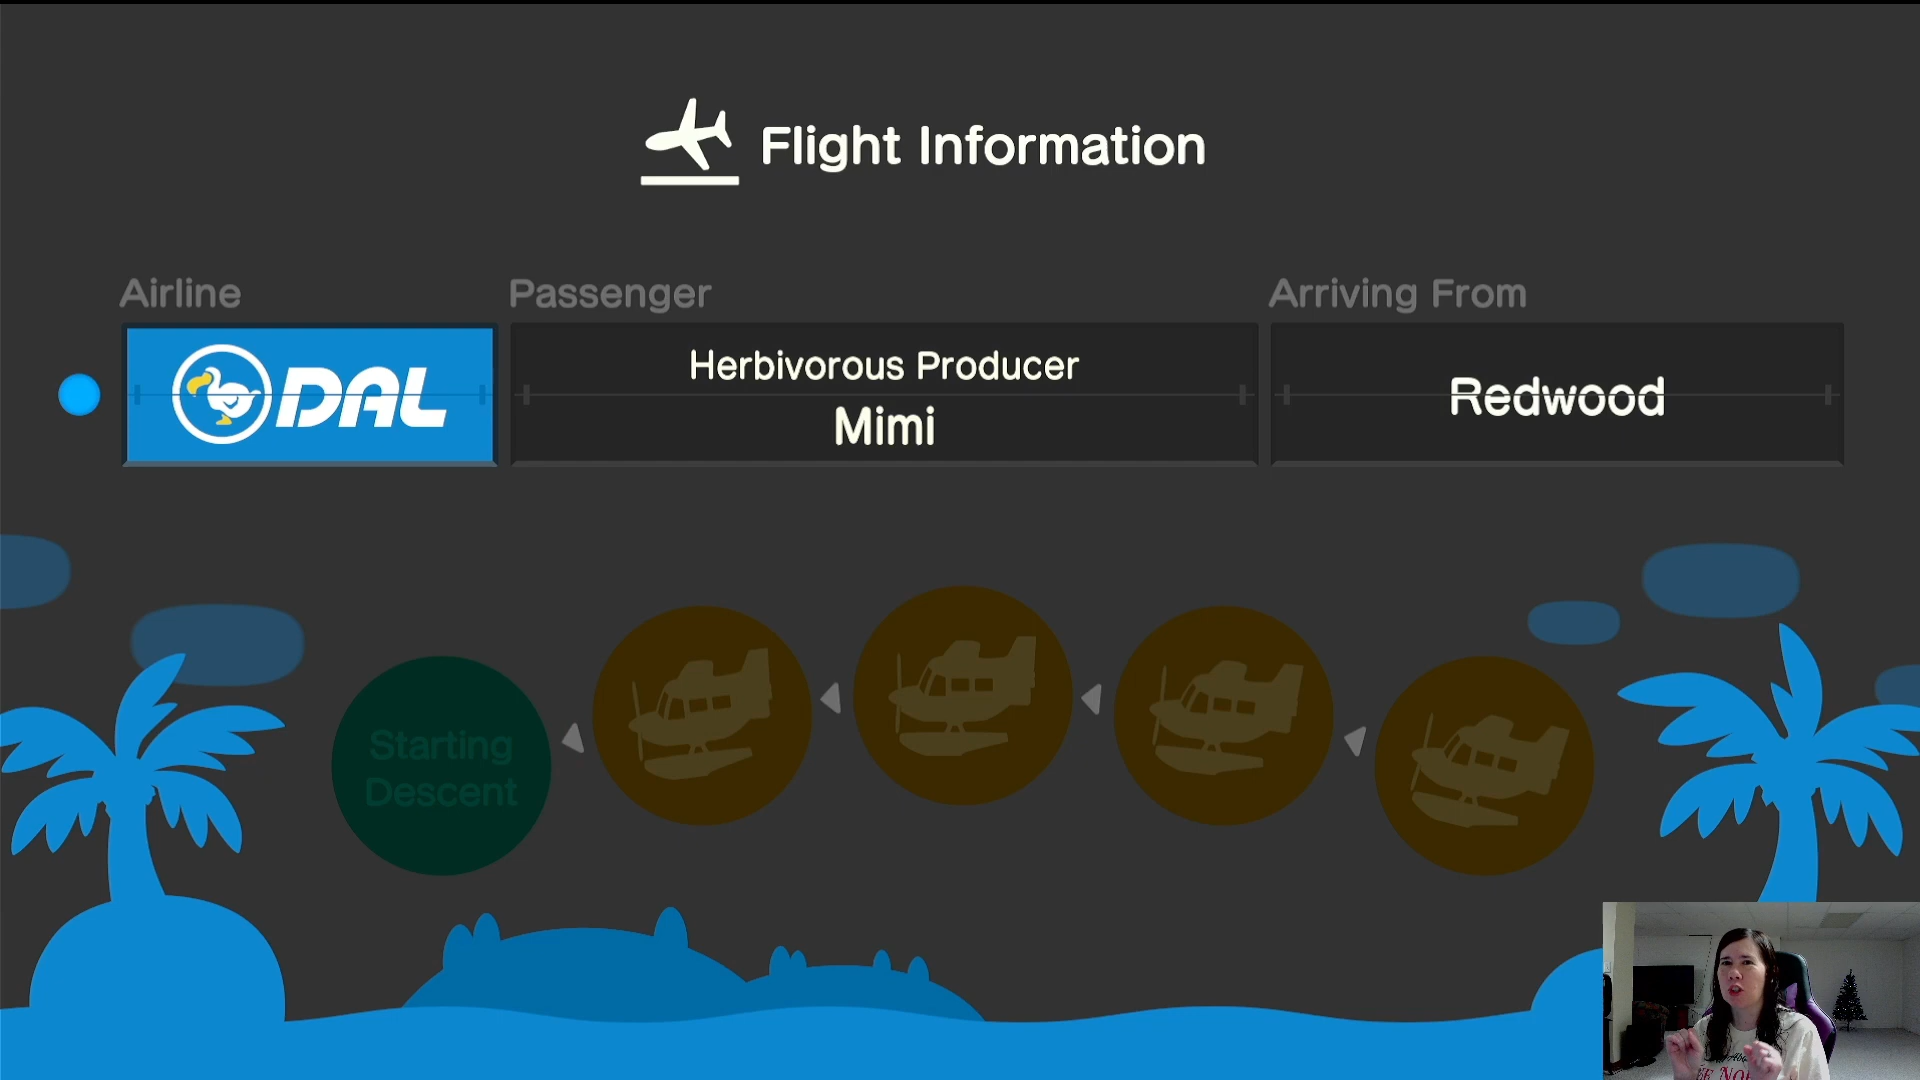 Flight Information
Airline
Passenger
Arriving From
DAL
Herbivorous Producer
Mimi
Redwood
Starting
Descent